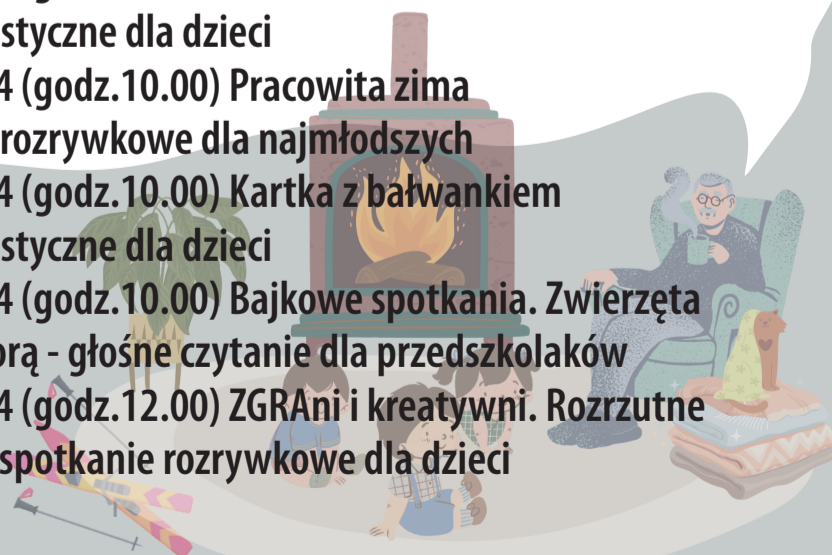 styczne dla dzieci
4 (godz.10.00) Pracowita zima
rozrywkowe dla najmłodszych
4 (godz.10.00) Kartka z bałwankiem
styczne dla dzieci
4 (godz.10.00) Bajkowe spotkania. Zwierzęta
orą - głośne czytanie dla przedszkolaków
4 (godz.12.00) ZGRAni i kreatywni. Rozrzutne
spotkanie rozrywkowe dla dzieci